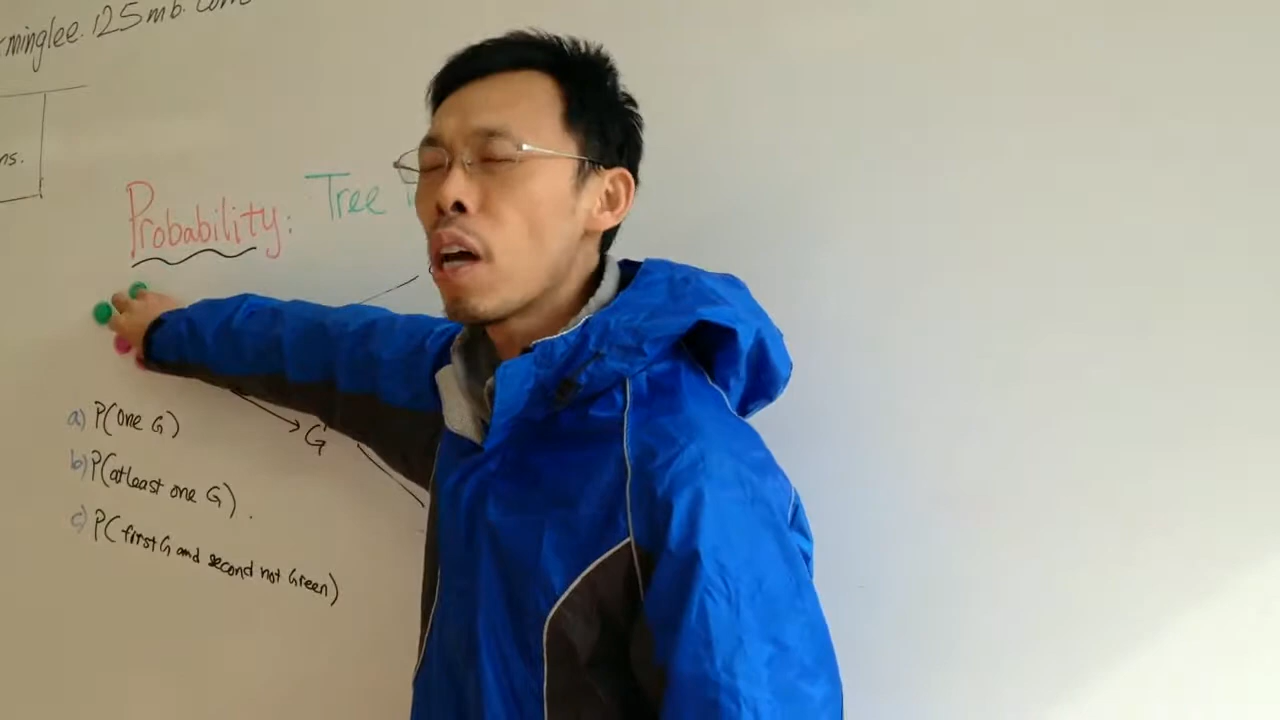 minglee.125mb.com
ns.
Probability: Tree
G'
a) P(one G)
b) P(atleast one G).
c) P(first G and second not Green)